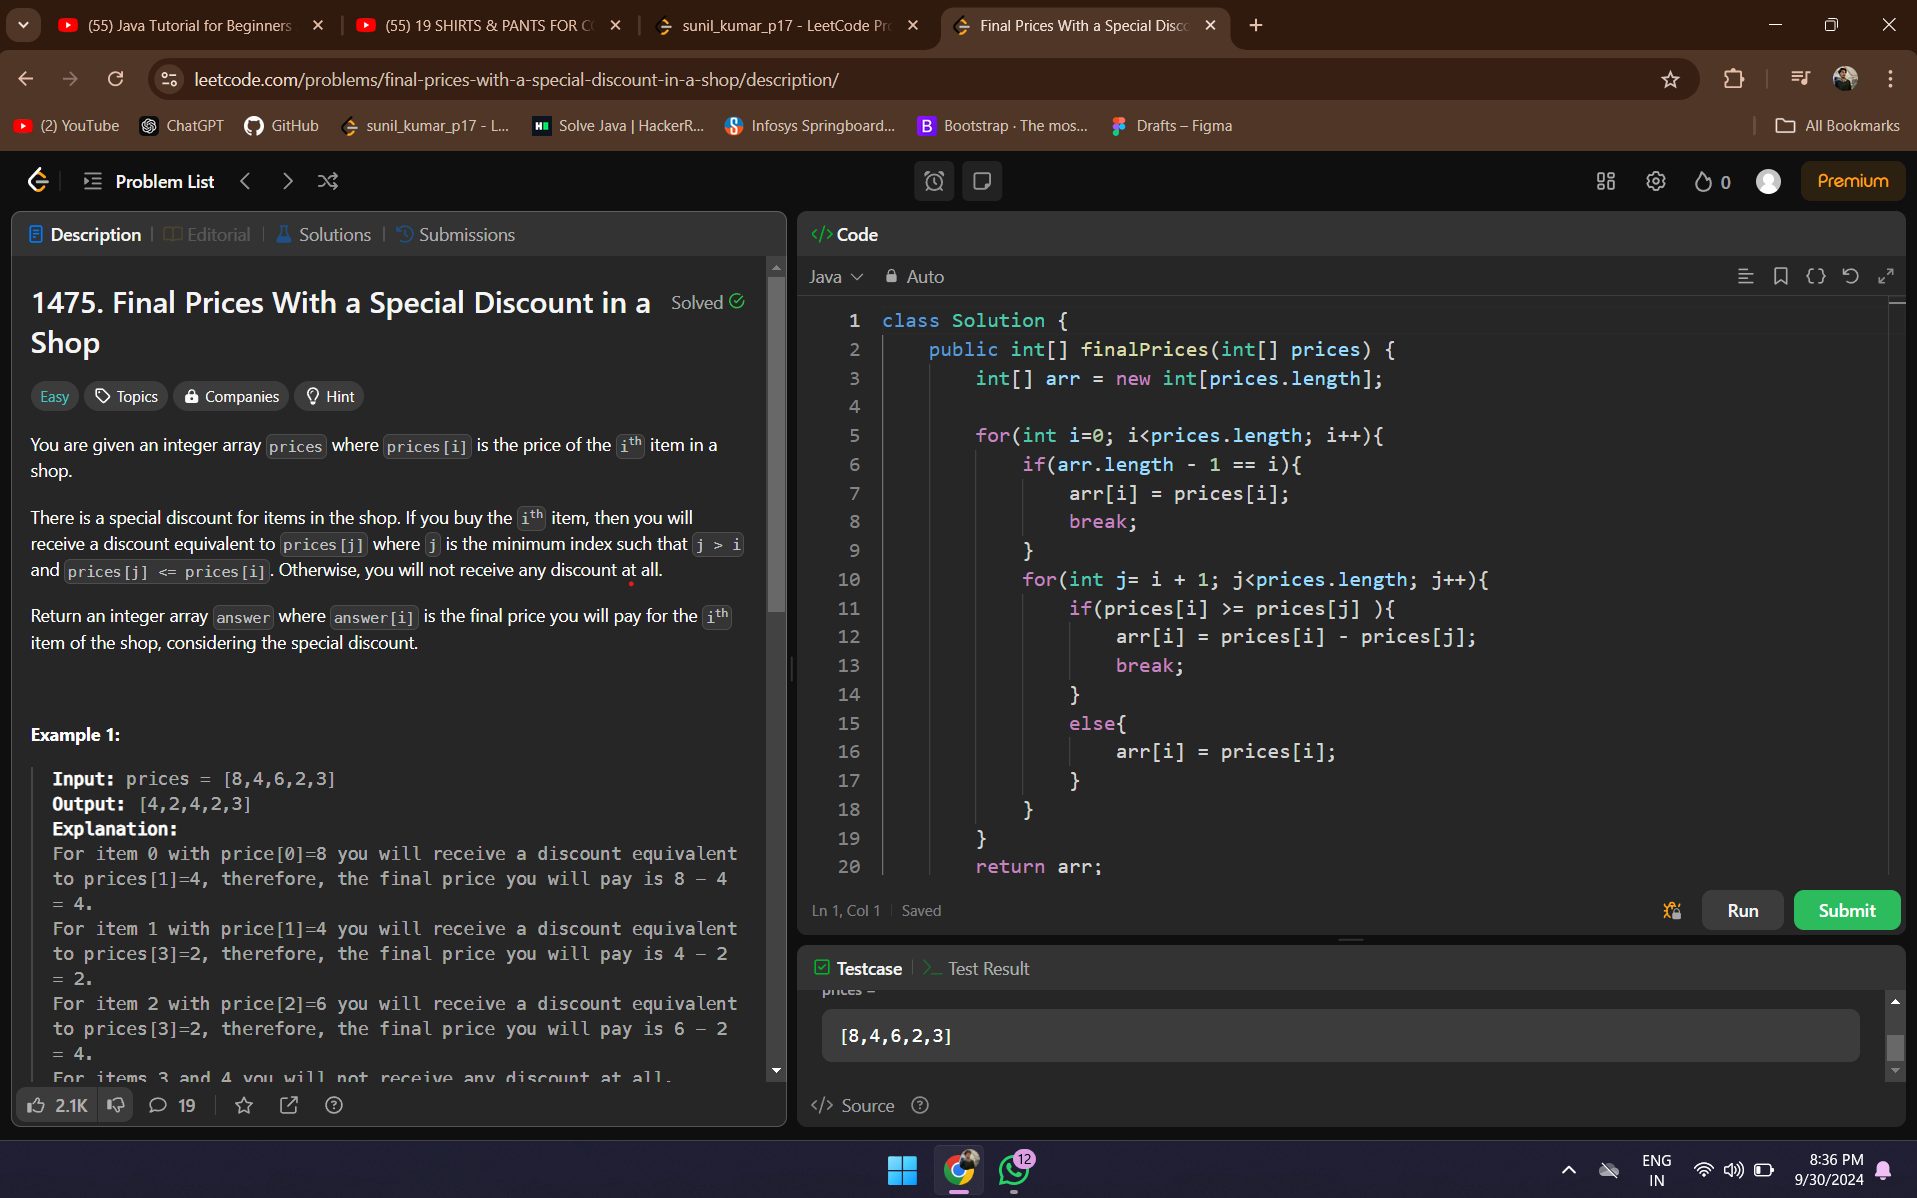 (55) Java Tutorial for Beginners
(55) 19 SHIRTS & PANTS FOR C
sunil_kumar_p17 - LeetCode Pr
Final Prices With a Special Disc
leetcode.com/problems/final-prices-with-a-special-discount-in-a-shop/description/
(2) YouTube
ChatGPT
GitHub
sunil_kumar_p17 - L...
Solve Java | HackerR...
Infosys Springboard...
Bootstrap · The mos...
Drafts – Figma
All Bookmarks
Problem List
0
Premium
Description
Editorial
Solutions
Submissions
1475. Final Prices With a Special Discount in a
Shop
Solved
Easy
Topics
Companies
Hint
You are given an integer array prices where prices[i] is the price of the ith item in a
shop.
There is a special discount for items in the shop. If you buy the ith item, then you will
receive a discount equivalent to prices[j] where j is the minimum index such that j > i
and prices[j] <= prices[i]. Otherwise, you will not receive any discount at all.
Return an integer array answer where answer[i] is the final price you will pay for the ith
item of the shop, considering the special discount.
Example 1:
Input: prices = [8,4,6,2,3]
Output: [4,2,4,2,3]
Explanation:
For item 0 with price[0]=8 you will receive a discount equivalent
to prices[1]=4, therefore, the final price you will pay is 8 - 4
= 4.
For item 1 with price[1]=4 you will receive a discount equivalent
to prices[3]=2, therefore, the final price you will pay is 4 - 2
= 2.
For item 2 with price[2]=6 you will receive a discount equivalent
to prices[3]=2, therefore, the final price you will pay is 6 - 2
= 4.
For items 3 and 4 you will not receive any discount at all.
2.1K
19
</> Code
Java
Auto
1 class Solution {
2 public int[] finalPrices(int[] prices) {
3 int[] arr = new int[prices.length];
4
5 for(int i=0; i<prices.length; i++){
6 if(arr.length - 1 == i){
7 arr[i] = prices[i];
8 break;
9 }
10 for(int j= i + 1; j<prices.length; j++){
11 if(prices[i] >= prices[j] ){
12 arr[i] = prices[i] - prices[j];
13 break;
14 }
15 else{
16 arr[i] = prices[i];
17 }
18 }
19 }
20 return arr;
Ln 1, Col 1
Saved
Run
Submit
Testcase
Test Result
prices =
[8,4,6,2,3]
</> Source
12
ENG
IN
8:36 PM
9/30/2024